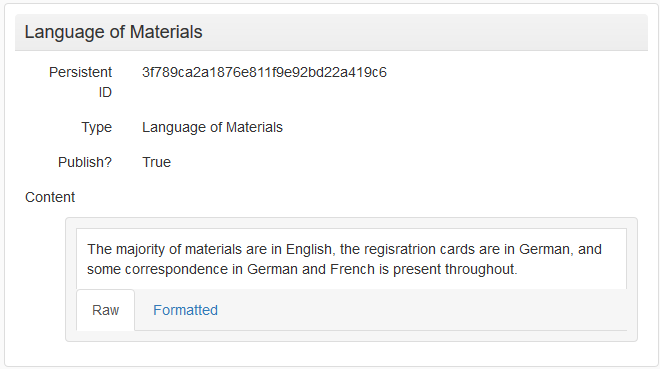 Language of Materials
Persistent 3f789ca2a1876e811f9e92bd22a419c6
ID
Type Language of Materials
Publish? True
Content
The majority of materials are in English, the regisratrion cards are in German, and
some correspondence in German and French is present throughout.
Raw Formatted